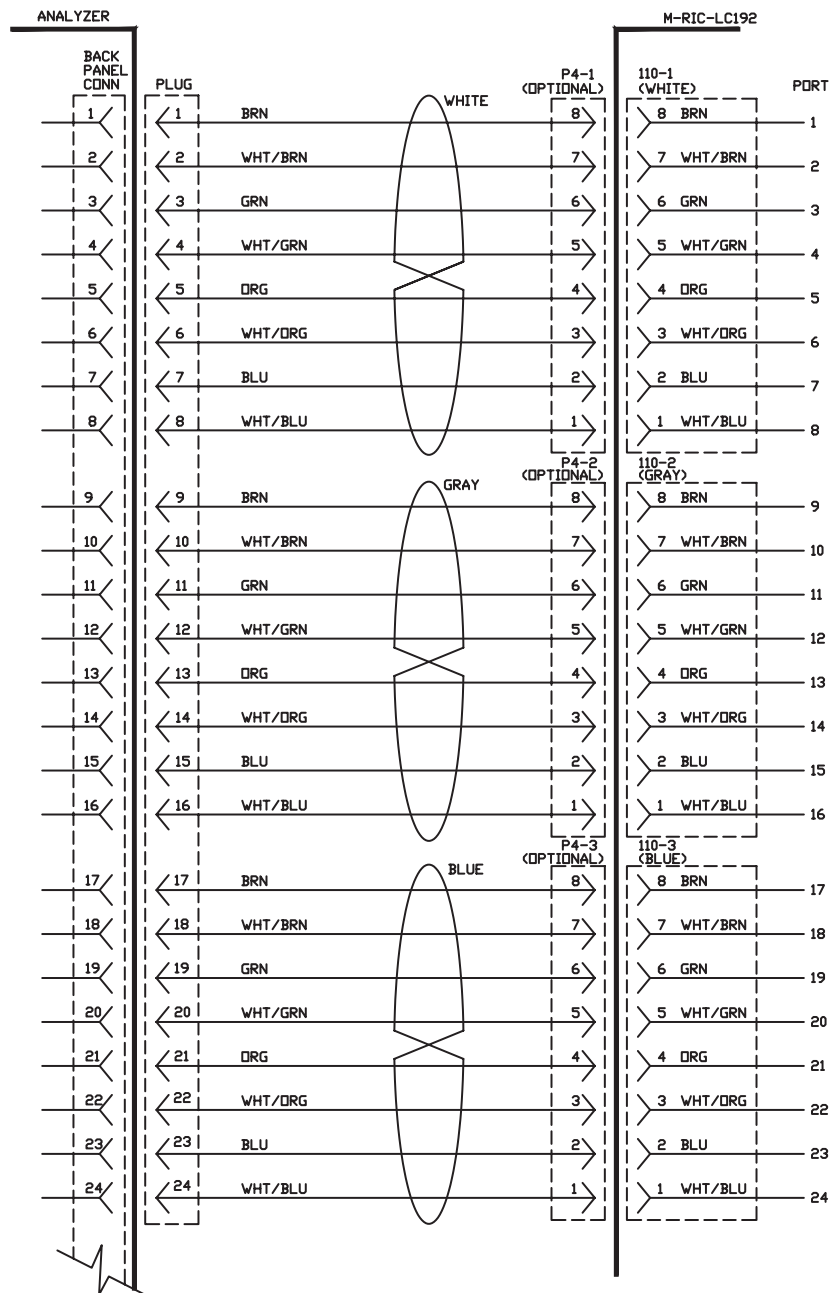 ANALYZER M-RIC-LC192
BACK PANEL CONN PLUG P4-1 (OPTIONAL) 110-1 (WHITE) PORT
WHITE
1 1 BRN 8 8 BRN 1
2 2 WHT/BRN 7 7 WHT/BRN 2
3 3 GRN 6 6 GRN 3
4 4 WHT/GRN 5 5 WHT/GRN 4
5 5 ORG 4 4 ORG 5
6 6 WHT/ORG 3 3 WHT/ORG 6
7 7 BLU 2 2 BLU 7
8 8 WHT/BLU 1 1 WHT/BLU 8
P4-2 (OPTIONAL) 110-2 (GRAY)
GRAY
9 9 BRN 8 8 BRN 9
10 10 WHT/BRN 7 7 WHT/BRN 10
11 11 GRN 6 6 GRN 11
12 12 WHT/GRN 5 5 WHT/GRN 12
13 13 ORG 4 4 ORG 13
14 14 WHT/ORG 3 3 WHT/ORG 14
15 15 BLU 2 2 BLU 15
16 16 WHT/BLU 1 1 WHT/BLU 16
P4-3 (OPTIONAL) 110-3 (BLUE)
BLUE
17 17 BRN 8 8 BRN 17
18 18 WHT/BRN 7 7 WHT/BRN 18
19 19 GRN 6 6 GRN 19
20 20 WHT/GRN 5 5 WHT/GRN 20
21 21 ORG 4 4 ORG 21
22 22 WHT/ORG 3 3 WHT/ORG 22
23 23 BLU 2 2 BLU 23
24 24 WHT/BLU 1 1 WHT/BLU 24